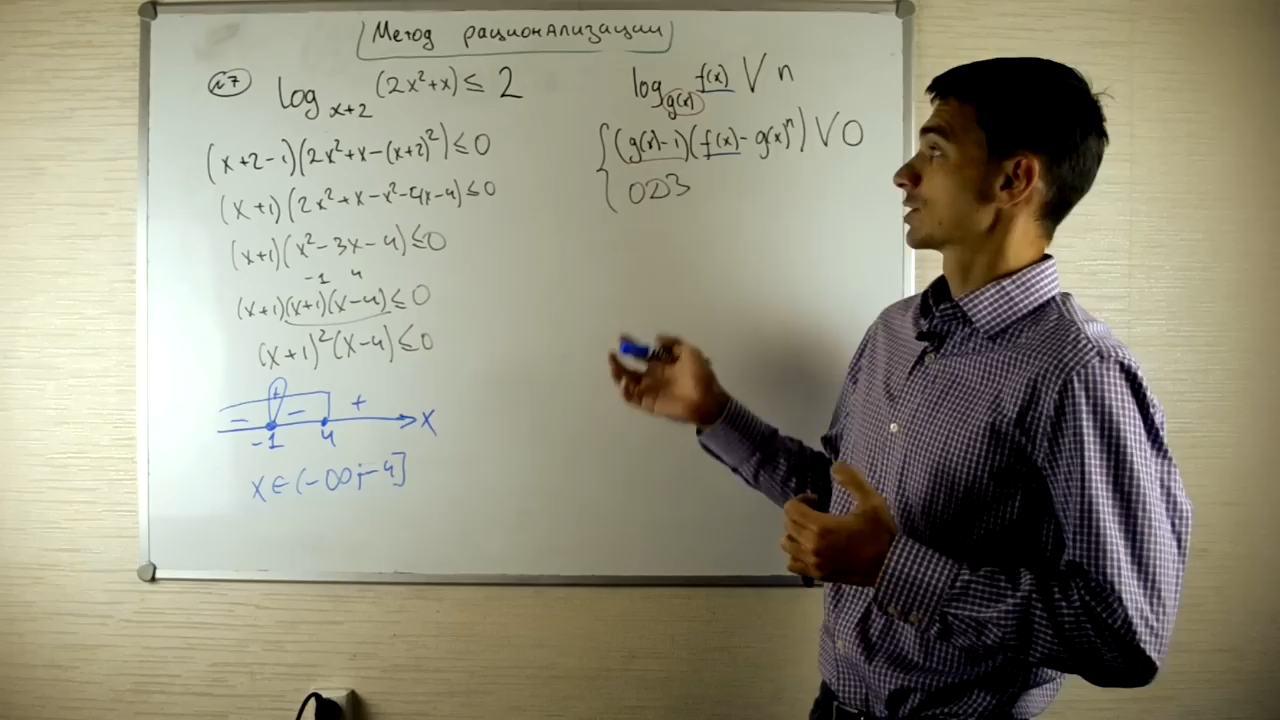 Метод рационализации
№7 log_{x+2} (2x²+x) ≤ 2
(x+2-1)(2x²+x-(x+2)²) ≤ 0
(x+1)(2x²+x-x²-4x-4) ≤ 0
(x+1)(x²-3x-4) ≤ 0
-1 4
(x+1)(x+1)(x-4) ≤ 0
(x+1)²(x-4) ≤ 0
- - +
-1 4 x
x∈(-∞;-4]
log_{g(x)} f(x) ∨ n
{(g(x)-1)(f(x)-g(x)ⁿ) ∨ 0
ОДЗ